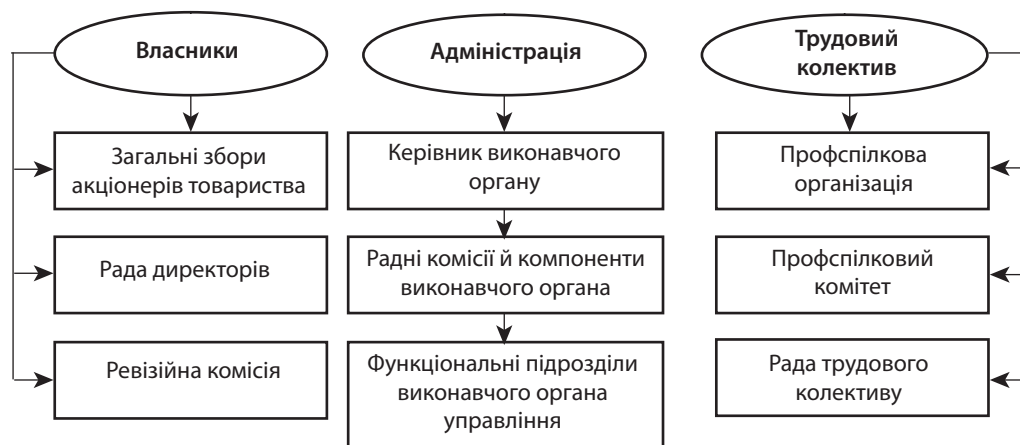 Власники
Адміністрація
Трудовий
колектив
Загальні збори
акціонерів товариства
Керівник виконавчого
органу
Профспілкова
організація
Рада директорів
Радні комісії й компоненти
виконавчого органа
Профспілковий
комітет
Ревізійна комісія
Функціональні підрозділи
виконавчого органа
управління
Рада трудового
колективу